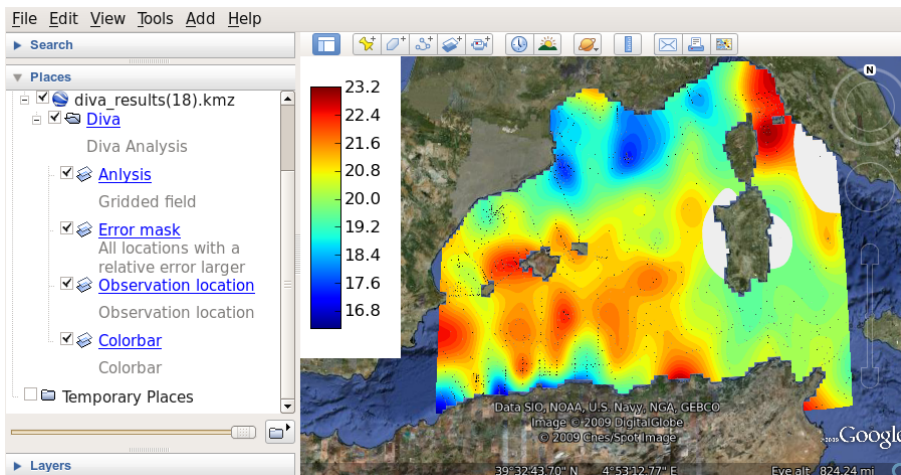 File Edit View Tools Add Help
Search
Places
diva_results(18).kmz
Diva
Diva Analysis
Anlysis
Gridded field
Error mask
All locations with a
relative error larger
Observation location
Observation location
Colorbar
Colorbar
Temporary Places
Layers
23.2
22.4
21.6
20.8
20.0
19.2
18.4
17.6
16.8
N
Data SIO, NOAA, U.S. Navy, NGA, GEBCO
Image © 2009 DigitalGlobe
© 2009 Cnes/Spot Image
Google
39°32'43.70" N 4°53'12.77" E Eye alt 824.24 mi